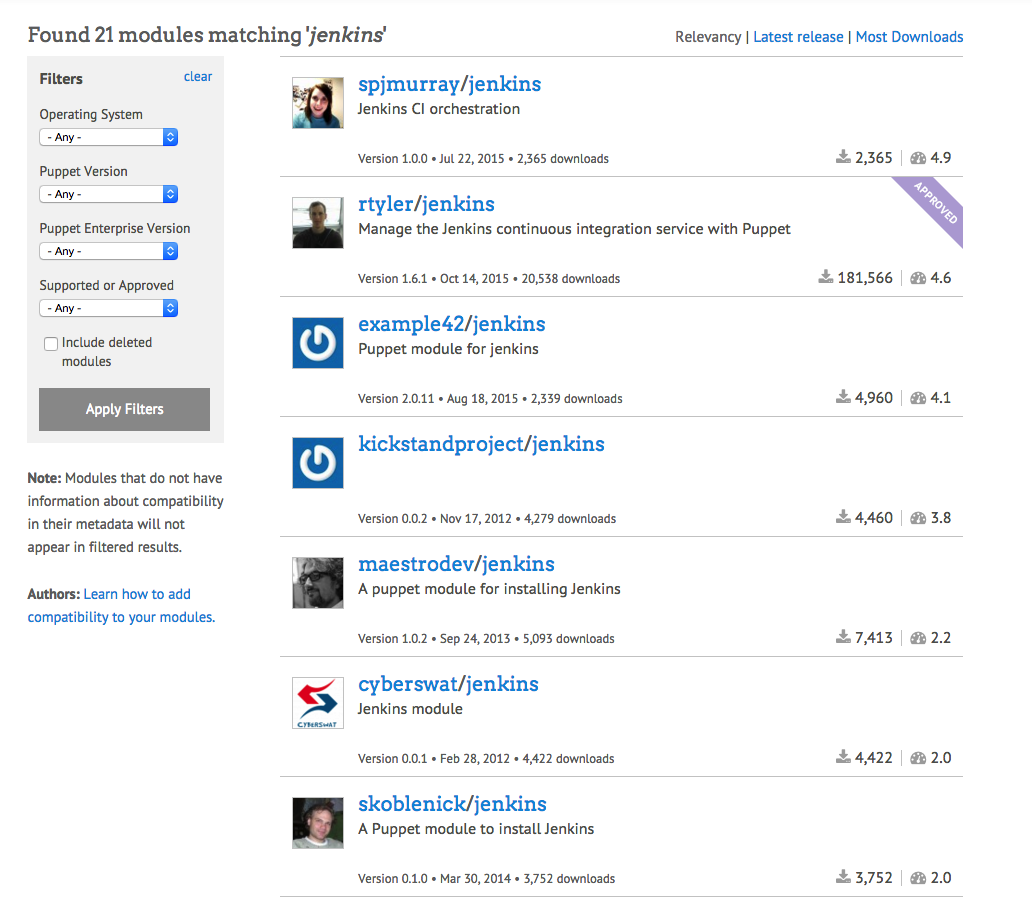 Found 21 modules matching 'jenkins'
Relevancy | Latest release | Most Downloads
Filters
clear
Operating System
- Any -
Puppet Version
- Any -
Puppet Enterprise Version
- Any -
Supported or Approved
- Any -
Include deleted
modules
Apply Filters
Note: Modules that do not have
information about compatibility
in their metadata will not
appear in filtered results.
Authors: Learn how to add
compatibility to your modules.
spjmurray/jenkins
Jenkins CI orchestration
Version 1.0.0 • Jul 22, 2015 • 2,365 downloads
2,365 | 4.9
APPROVED
rtyler/jenkins
Manage the Jenkins continuous integration service with Puppet
Version 1.6.1 • Oct 14, 2015 • 20,538 downloads
181,566 | 4.6
example42/jenkins
Puppet module for jenkins
Version 2.0.11 • Aug 18, 2015 • 2,339 downloads
4,960 | 4.1
kickstandproject/jenkins
Version 0.0.2 • Nov 17, 2012 • 4,279 downloads
4,460 | 3.8
maestrodev/jenkins
A puppet module for installing Jenkins
Version 1.0.2 • Sep 24, 2013 • 5,093 downloads
7,413 | 2.2
CYBERSWAT
cyberswat/jenkins
Jenkins module
Version 0.0.1 • Feb 28, 2012 • 4,422 downloads
4,422 | 2.0
skoblenick/jenkins
A Puppet module to install Jenkins
Version 0.1.0 • Mar 30, 2014 • 3,752 downloads
3,752 | 2.0